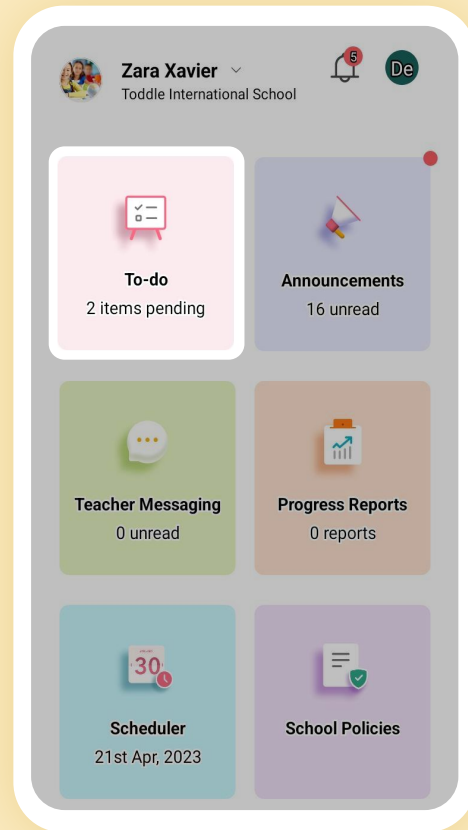 Zara Xavier
5
De
Toddle International School
To-do
2 items pending
Announcements
16 unread
Teacher Messaging
0 unread
Progress Reports
0 reports
30
Scheduler
21st Apr, 2023
School Policies